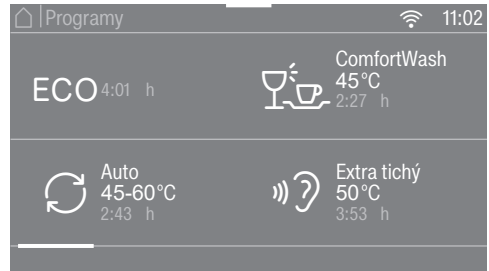 Programy 11:02
ECO 4:01 h
ComfortWash
45°C
2:27 h
Auto
45-60°C
2:43 h
Extra tichý
50°C
3:53 h